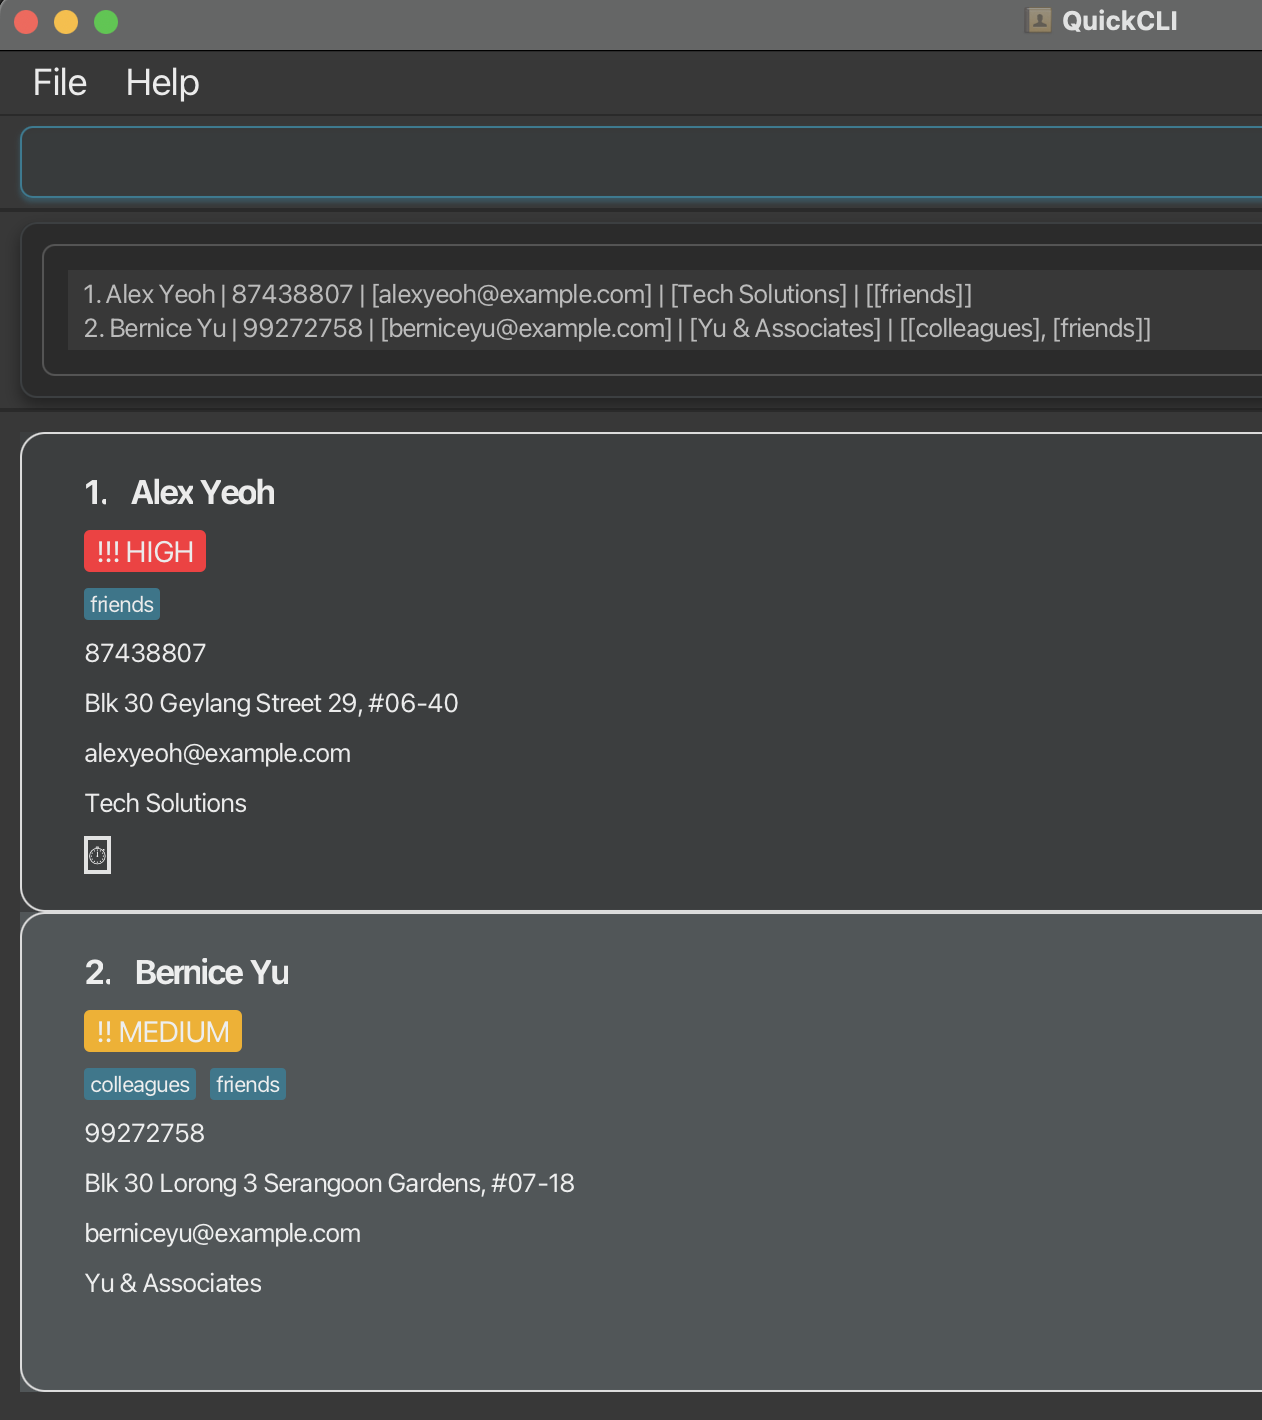 QuickCLI
File Help
1. Alex Yeoh | 87438807 | [alexyeoh@example.com] | [Tech Solutions] | [[friends]]
2. Bernice Yu | 99272758 | [berniceyu@example.com] | [Yu & Associates] | [[colleagues], [friends]]
1. Alex Yeoh
!!! HIGH
friends
87438807
Blk 30 Geylang Street 29, #06-40
alexyeoh@example.com
Tech Solutions
⏱
2. Bernice Yu
!! MEDIUM
colleagues friends
99272758
Blk 30 Lorong 3 Serangoon Gardens, #07-18
berniceyu@example.com
Yu & Associates